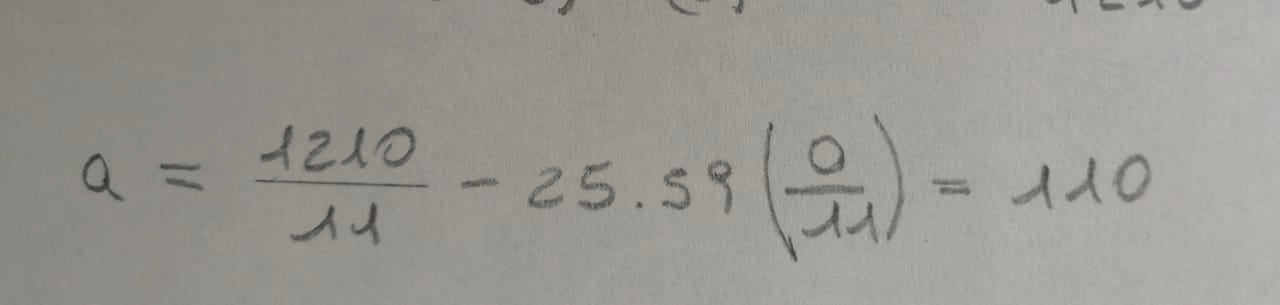 a = 1210/11 - 25.59 (0/11) = 110